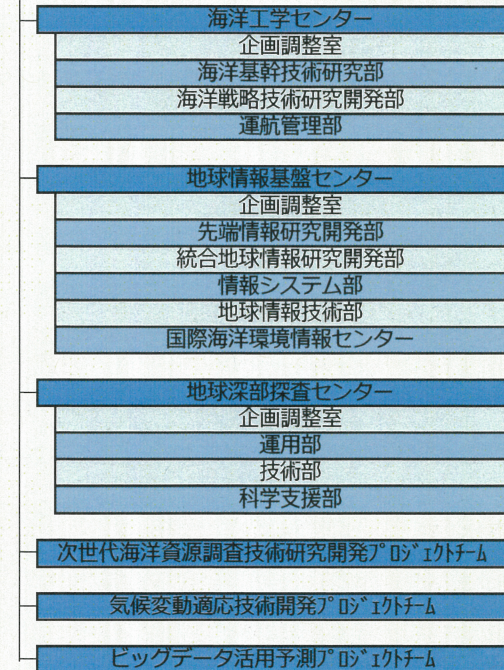 海洋工学センター
企画調整室
海洋基幹技術研究部
海洋戦略技術研究開発部
運航管理部
地球情報基盤センター
企画調整室
先端情報研究開発部
統合地球情報研究開発部
情報システム部
地球情報技術部
国際海洋環境情報センター
地球深部探査センター
企画調整室
運用部
技術部
科学支援部
次世代海洋資源調査技術研究開発ﾌﾟﾛｼﾞｪｸﾄﾁｰﾑ
気候変動適応技術開発ﾌﾟﾛｼﾞｪｸﾄﾁｰﾑ
ビッグデータ活用予測ﾌﾟﾛｼﾞｪｸﾄﾁｰﾑ